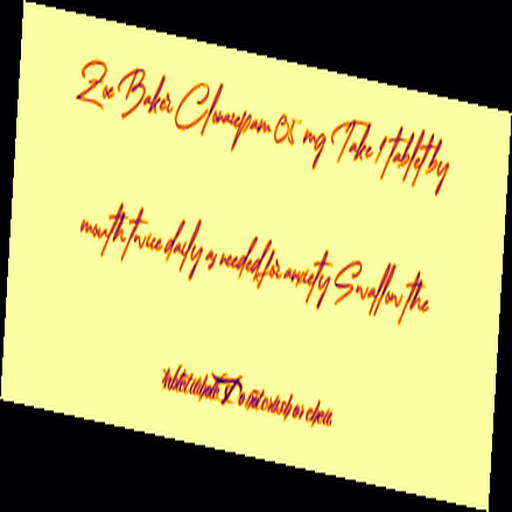 Zoe Baker Clonazepam 0.5 mg Take 1 tablet by
mouth twice daily as needed for anxiety Swallow the
tablet whole Do not crush or chew